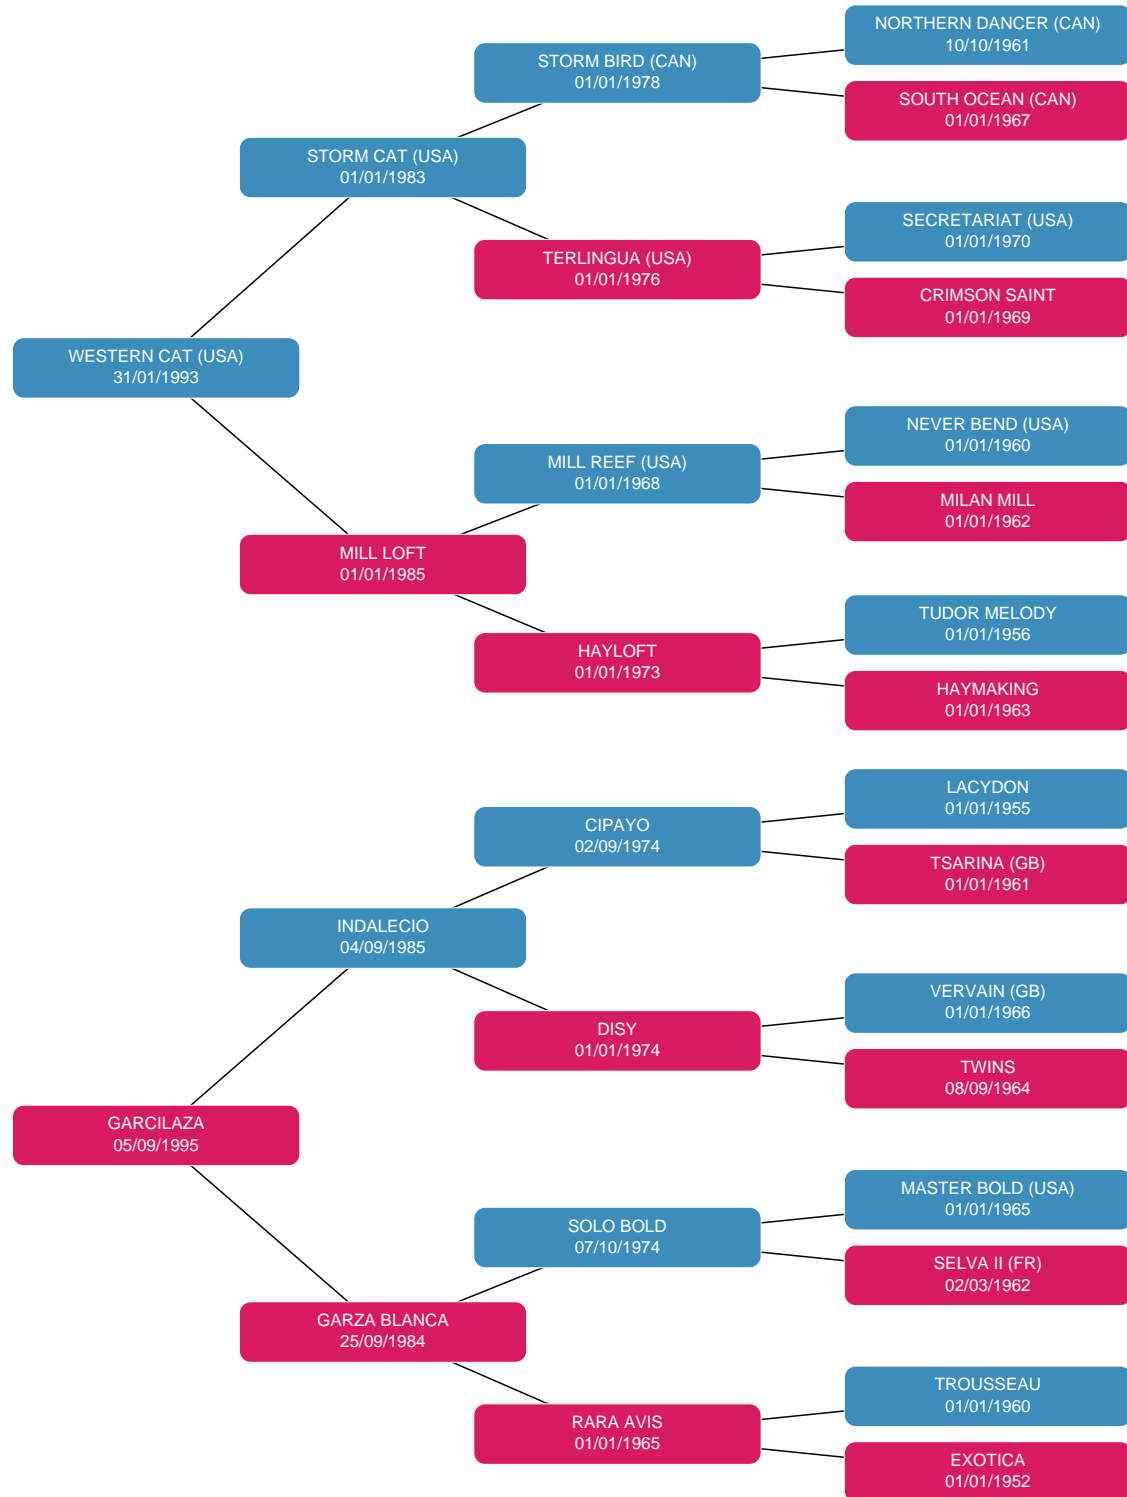 NORTHERN DANCER (CAN)
10/10/1961
STORM BIRD (CAN)
01/01/1978
SOUTH OCEAN (CAN)
01/01/1967
STORM CAT (USA)
01/01/1983
SECRETARIAT (USA)
01/01/1970
TERLINGUA (USA)
01/01/1976
CRIMSON SAINT
01/01/1969
WESTERN CAT (USA)
31/01/1993
NEVER BEND (USA)
01/01/1960
MILL REEF (USA)
01/01/1968
MILAN MILL
01/01/1962
MILL LOFT
01/01/1985
TUDOR MELODY
01/01/1956
HAYLOFT
01/01/1973
HAYMAKING
01/01/1963
LACYDON
01/01/1955
CIPAYO
02/09/1974
TSARINA (GB)
01/01/1961
INDALECIO
04/09/1985
VERVAIN (GB)
01/01/1966
DISY
01/01/1974
TWINS
08/09/1964
GARCILAZA
05/09/1995
MASTER BOLD (USA)
01/01/1965
SOLO BOLD
07/10/1974
SELVA II (FR)
02/03/1962
GARZA BLANCA
25/09/1984
TROUSSEAU
01/01/1960
RARA AVIS
01/01/1965
EXOTICA
01/01/1952